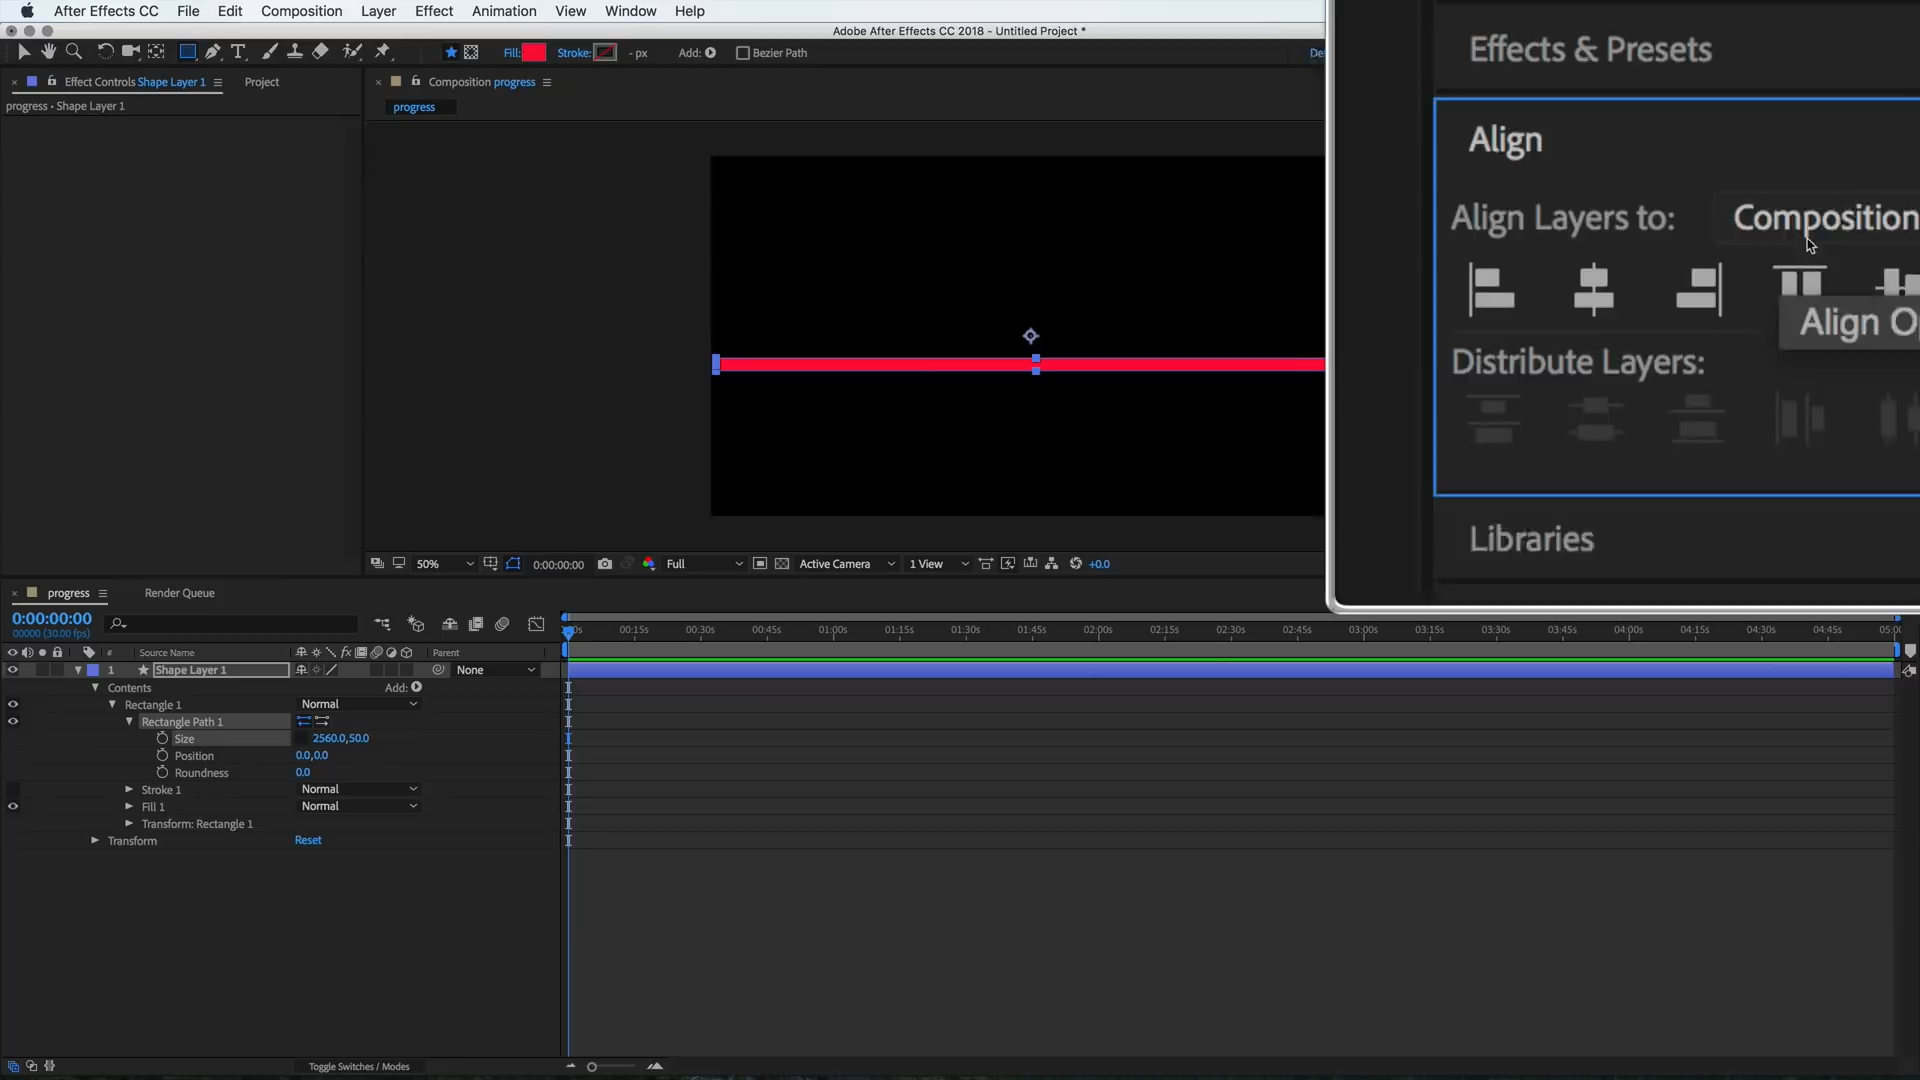 After Effects CC File Edit Composition Layer Effect Animation View Window Help
Adobe After Effects CC 2018 - Untitled Project *
Fill: Stroke: - px Add: Bezier Path
Effect Controls Shape Layer 1 Project
progress • Shape Layer 1
Composition progress
progress
Effects & Presets
Align
Align Layers to: Composition
Distribute Layers:
Libraries
50% 0:00:00:00 Full Active Camera 1 View +0.0
progress Render Queue
0:00:00:00
00000 (30.00 fps)
00:15s 00:30s 00:45s 01:00s 01:15s 01:30s 01:45s 02:00s 02:15s 02:30s 02:45s 03:00s 03:15s 03:30s 03:45s 04:00s 04:15s 04:30s 04:45s
# Source Name fx Parent
1 Shape Layer 1 None
Contents Add:
Rectangle 1 Normal
Rectangle Path 1
Size 2560.0,50.0
Position 0.0,0.0
Roundness 0.0
Stroke 1 Normal
Fill 1 Normal
Transform: Rectangle 1
Transform Reset
Toggle Switches / Modes